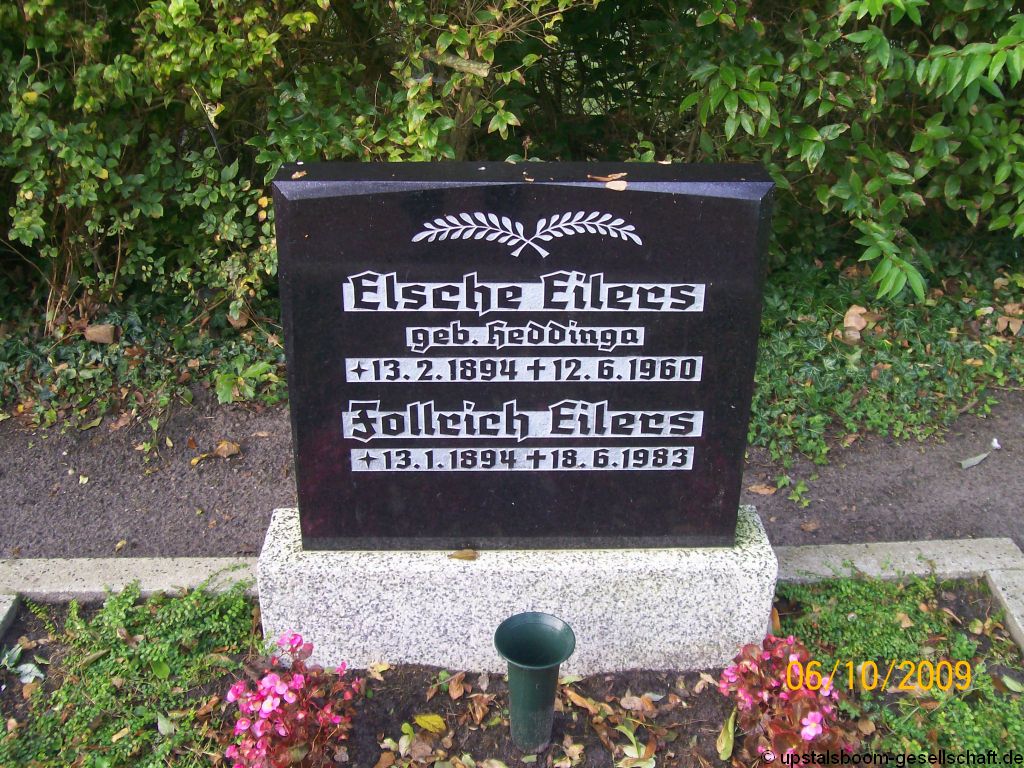 Elsche Eilers
geb. Heddinga
✦13.2.1894 ✝ 12.6.1960
Follrich Eilers
✦13.1.1894 ✝ 18.6.1983
06/10/2009
© upstalsboom-gesellschaft.de